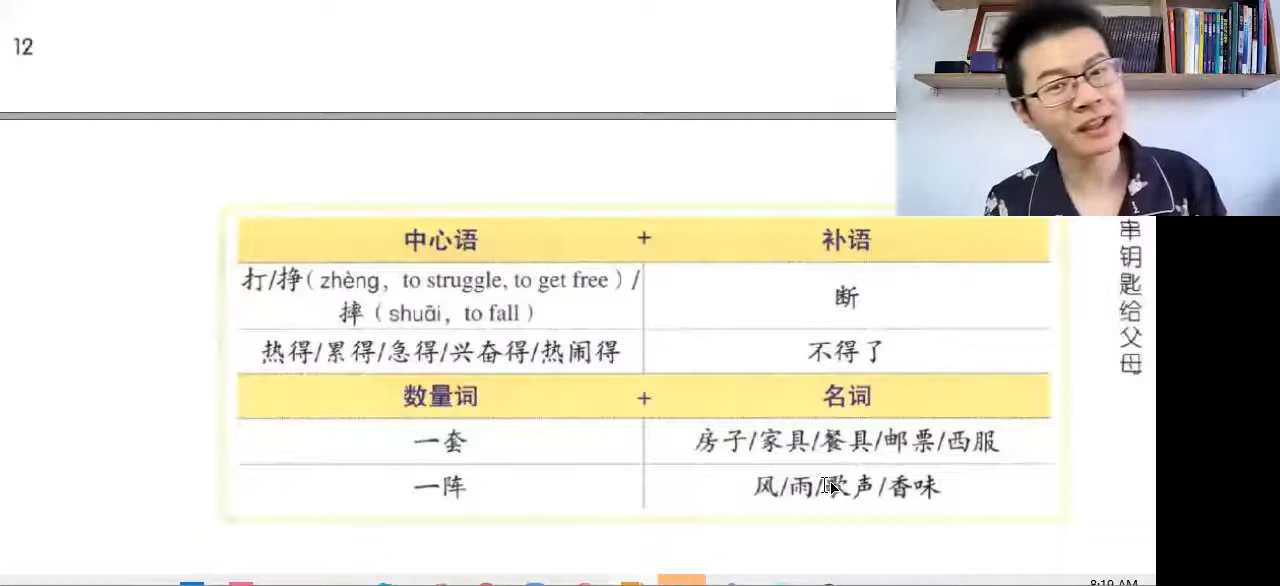 12
中心语 + 补语
打/挣（zhèng，to struggle, to get free）/
摔（shuāi，to fall）
断
热得/累得/急得/兴奋得/热闹得 不得了
数量词 + 名词
一套 房子/家具/餐具/邮票/西服
一阵 风/雨/歌声/香味
串钥匙给父母